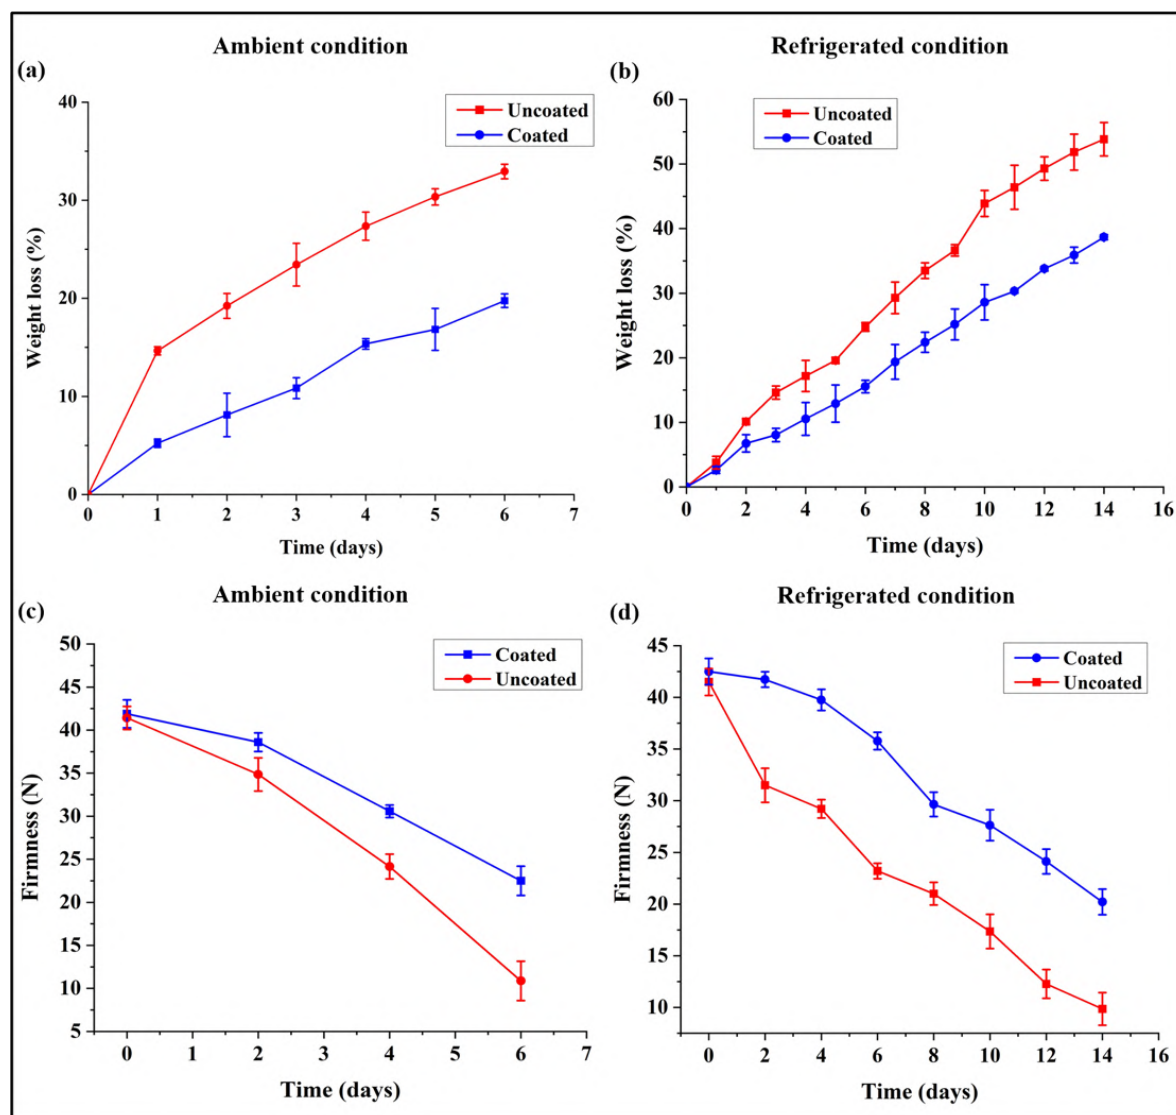 Ambient condition
(a)
40
30
20
10
0
Weight loss (%)
Uncoated
Coated
0 1 2 3 4 5 6 7
Time (days)
Refrigerated condition
(b)
60
50
40
30
20
10
0
Weight loss (%)
Uncoated
Coated
0 2 4 6 8 10 12 14 16
Time (days)
Ambient condition
(c)
50
45
40
35
30
25
20
15
10
5
Firmness (N)
Coated
Uncoated
0 1 2 3 4 5 6 7
Time (days)
Refrigerated condition
(d)
45
40
35
30
25
20
15
10
Firmness (N)
Coated
Uncoated
0 2 4 6 8 10 12 14 16
Time (days)